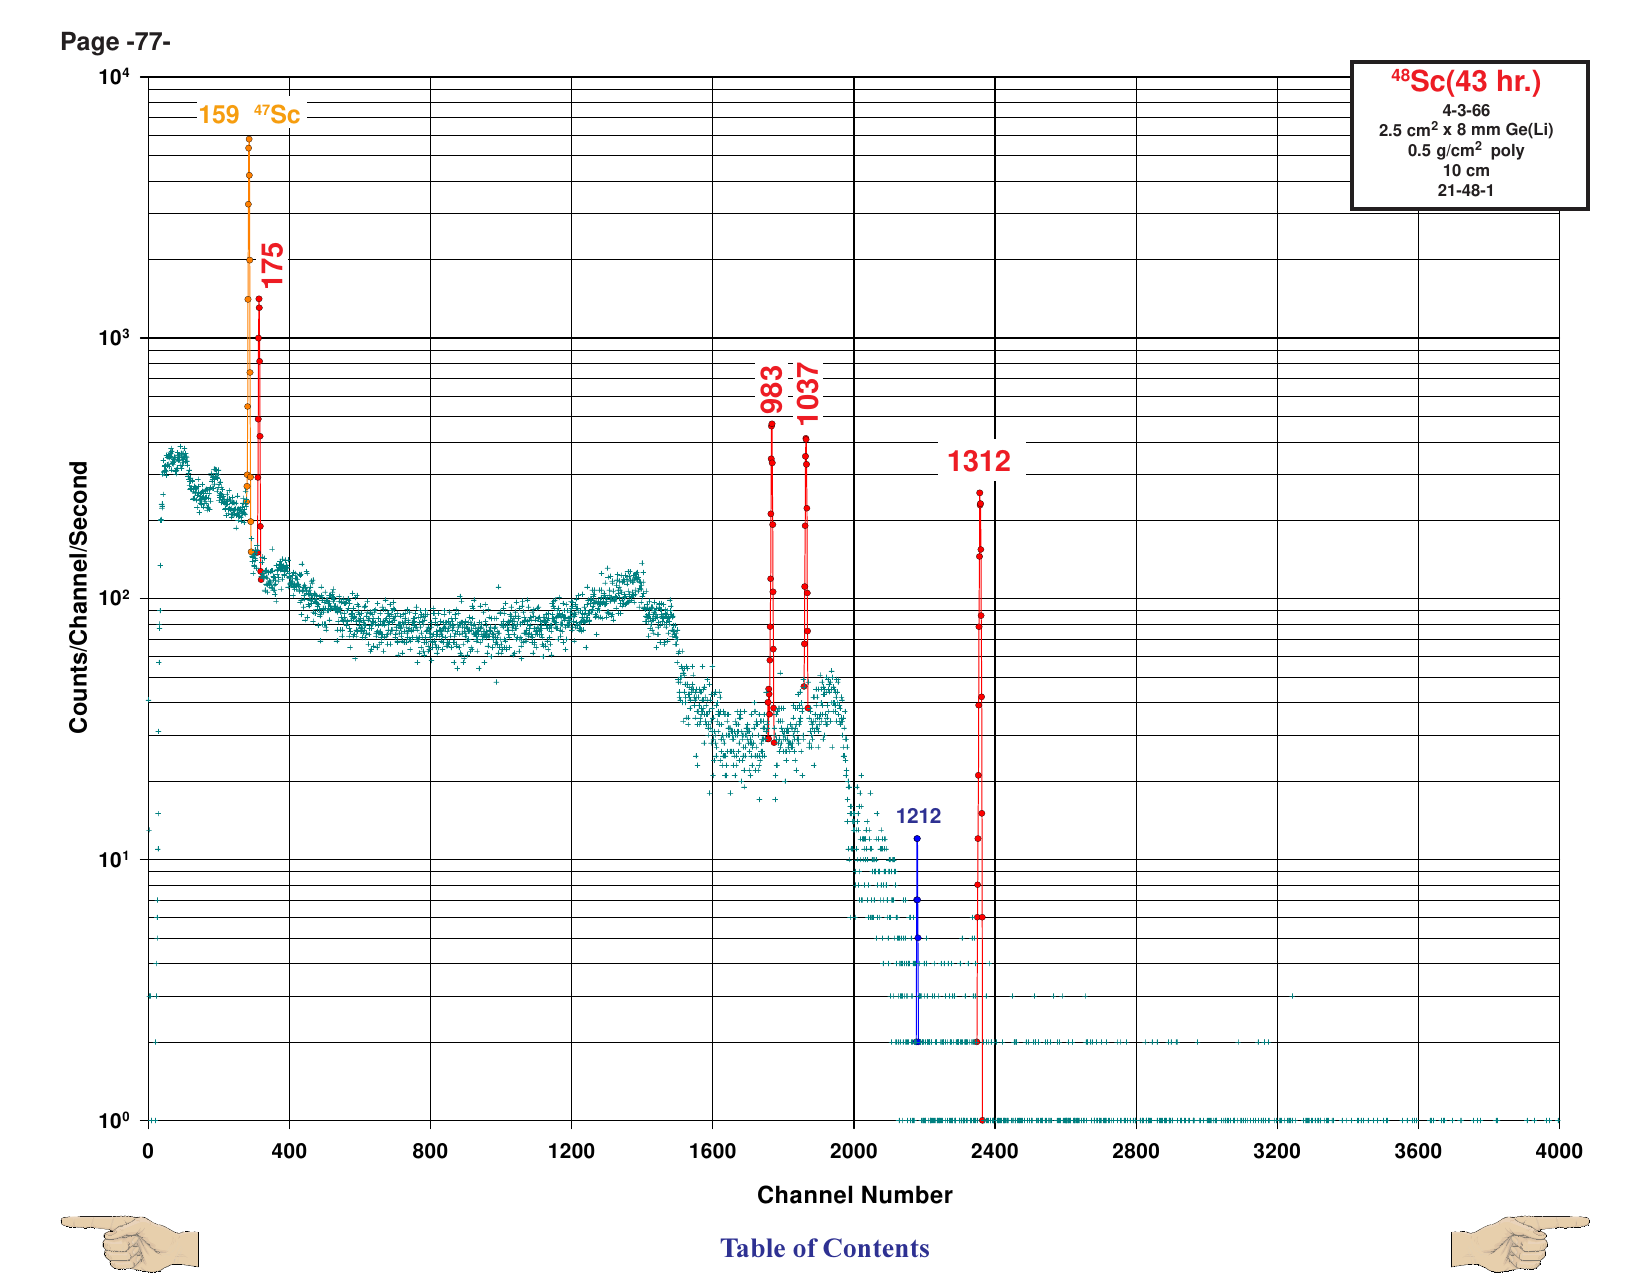 Page -77-
10⁴
⁴⁸Sc(43 hr.)
4-3-66
2.5 cm² x 8 mm Ge(Li)
0.5 g/cm² poly
10 cm
21-48-1
159 ⁴⁷Sc
175
10³
983
1037
1312
Counts/Channel/Second
10²
1212
10¹
10⁰
0 400 800 1200 1600 2000 2400 2800 3200 3600 4000
Channel Number
Table of Contents